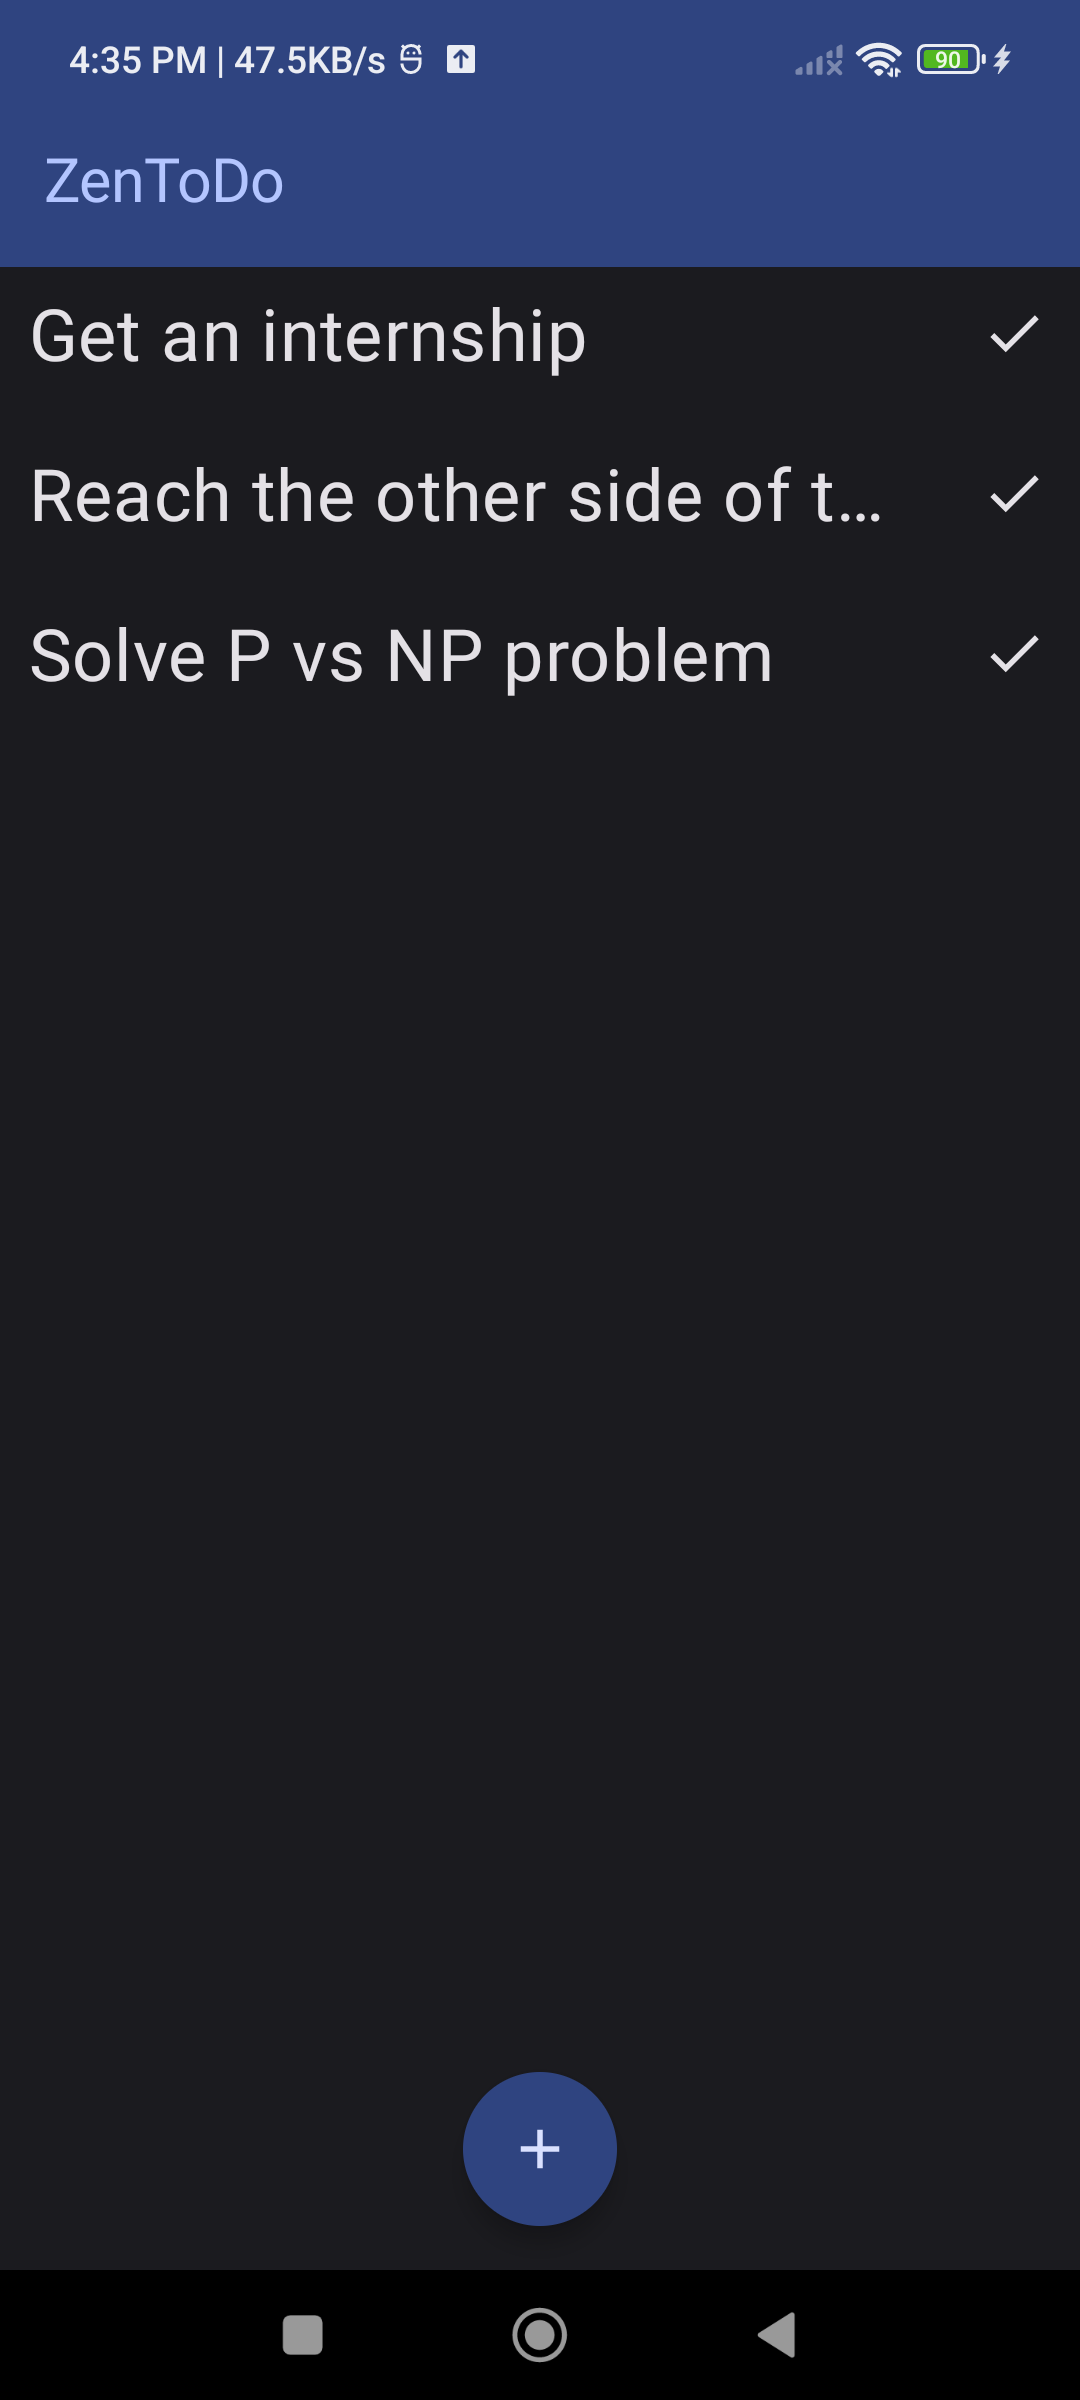 4:35 PM | 47.5KB/s 90
ZenToDo
Get an internship
Reach the other side of t...
Solve P vs NP problem